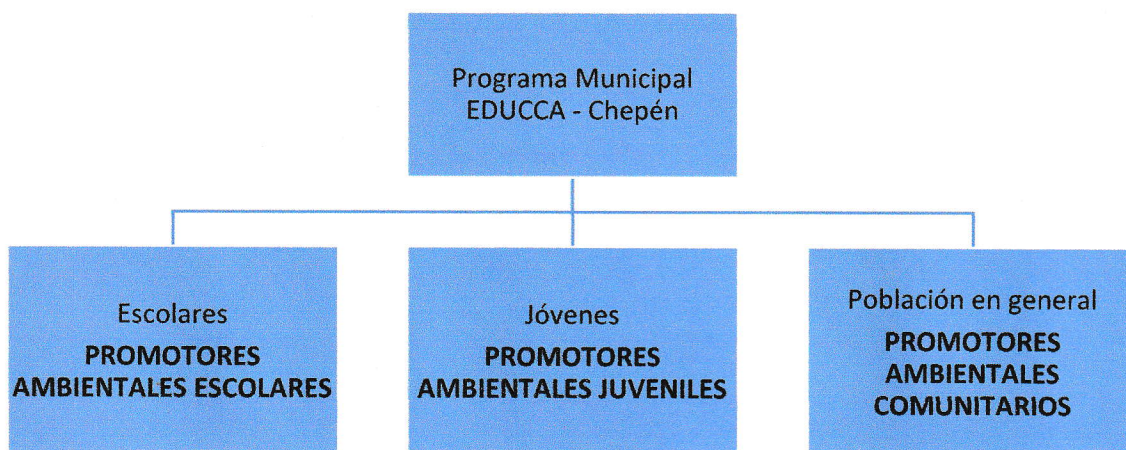 Programa Municipal
EDUCCA - Chepén
Escolares
PROMOTORES
AMBIENTALES ESCOLARES
Jóvenes
PROMOTORES
AMBIENTALES JUVENILES
Población en general
PROMOTORES
AMBIENTALES
COMUNITARIOS